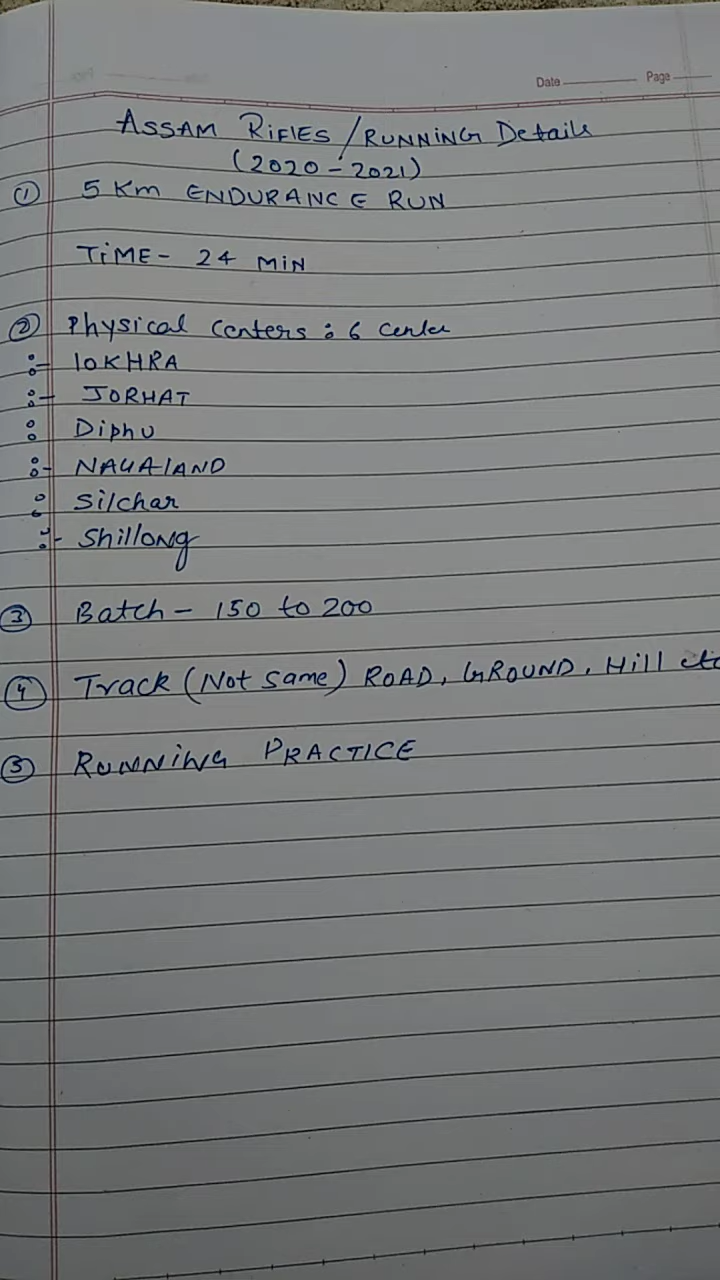 Date Page
ASSAM RIFlES / RUNNING Details
(2020-2021)
① 5 Km ENDURANCE RUN
TiME - 24 MiN
② Physical Centers : 6 Center
:- lOKHRA
:- JORHAT
: Diphu
:- NAGAlAND
: Silchar
:- Shillong
③ Batch - 150 to 200
④ Track (Not Same) ROAD, GROUND, Hill etc
⑤ RUNNiNG PRACTICE